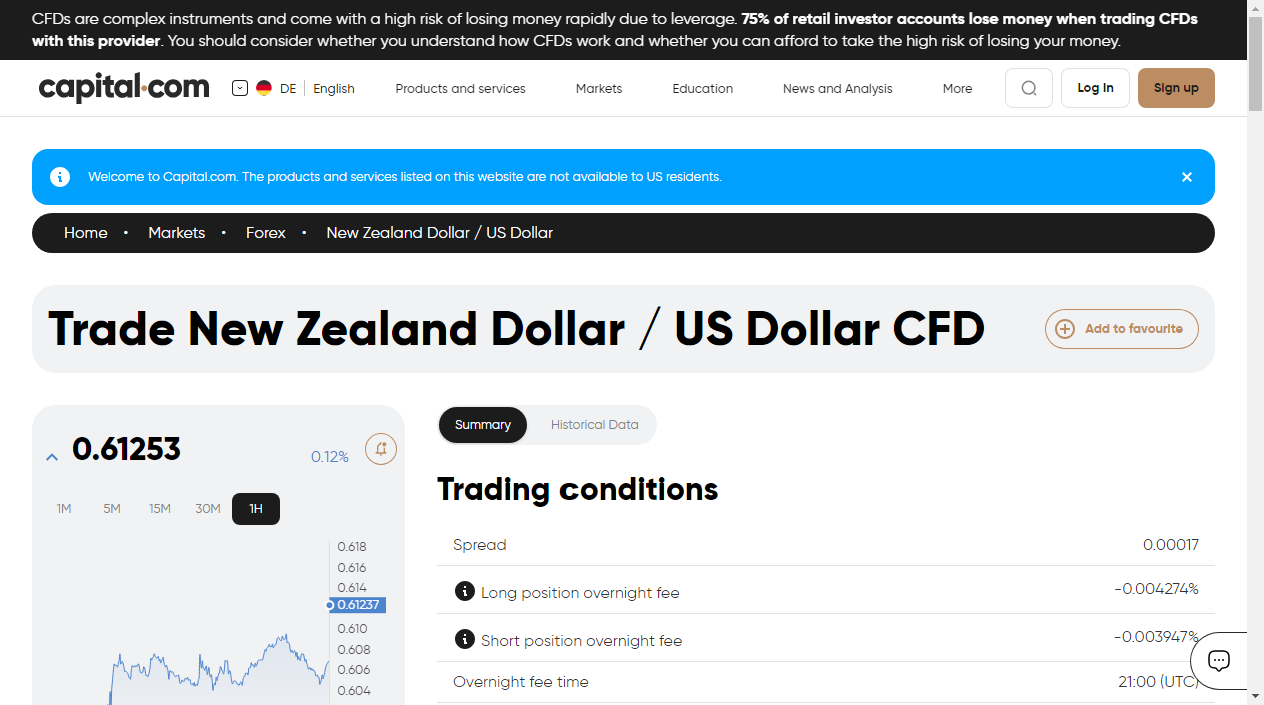 CFDs are complex instruments and come with a high risk of losing money rapidly due to leverage. 75% of retail investor accounts lose money when trading CFDs
with this provider. You should consider whether you understand how CFDs work and whether you can afford to take the high risk of losing your money.
capital.com DE English Products and services Markets Education News and Analysis More Log In Sign up
Welcome to Capital.com. The products and services listed on this website are not available to US residents.
Home • Markets • Forex • New Zealand Dollar / US Dollar
Trade New Zealand Dollar / US Dollar CFD Add to favourite
0.61253 0.12%
1M 5M 15M 30M 1H
0.618
0.616
0.614
0.61237
0.610
0.608
0.606
0.604
Summary Historical Data
Trading conditions
Spread 0.00017
Long position overnight fee -0.004274%
Short position overnight fee -0.003947%
Overnight fee time 21:00 (UTC)